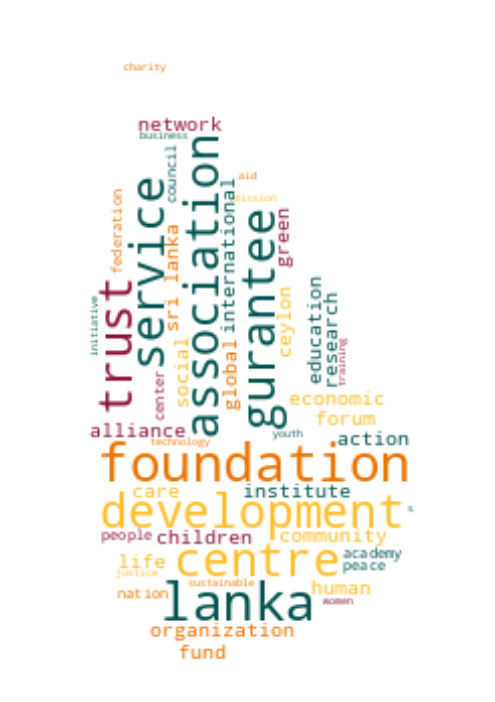 charity
network
business
council
association
service
aid
mission
federation
international
gurantee
green
sri lanka
trust
initiative
social
global
ceylon
education
research
training
center
economic
forum
alliance
technology
youth
action
foundation
care
institute
development
s
people
children
community
centre
academy
peace
life
justice
sustainable
human
nation
lanka
women
organization
fund